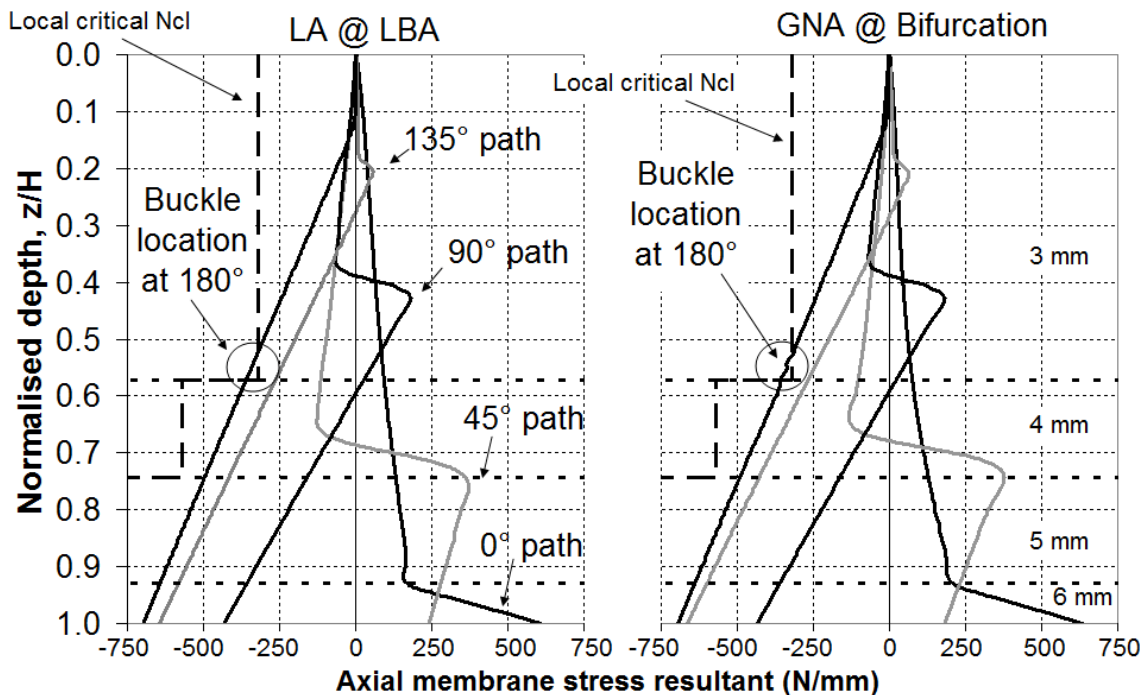 Local critical Ncl
LA @ LBA
GNA @ Bifurcation
Normalised depth, z/H
0.0
0.1
0.2
0.3
0.4
0.5
0.6
0.7
0.8
0.9
1.0
135° path
Buckle
location
at 180°
90° path
45° path
0° path
-750
-500
-250
0
250
500
750
Local critical Ncl
Buckle
location
at 180°
3 mm
4 mm
5 mm
6 mm
-750
-500
-250
0
250
500
750
Axial membrane stress resultant (N/mm)